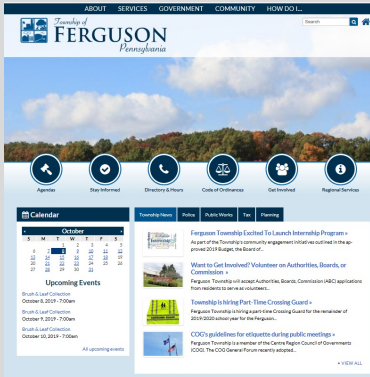 ABOUT SERVICES GOVERNMENT COMMUNITY HOW DO I...
Township of
FERGUSON
Pennsylvania
Search
Agendas
Stay Informed
Directory & Hours
Code of Ordinances
Get Involved
Regional Services
Calendar
October
S M T W T F S
1 2 3 4 5
6 7 8 9 10 11 12
13 14 15 16 17 18 19
20 21 22 23 24 25 26
27 28 29 30 31
Upcoming Events
Brush & Leaf Collection
October 8, 2019 - 7:00am
Brush & Leaf Collection
October 9, 2019 - 7:00am
Brush & Leaf Collection
October 10, 2019 - 7:00am
All upcoming events
Township News Police Public Works Tax Planning
Ferguson Township Excited To Launch Internship Program »
As part of the Township's community engagement initiatives outlined in the ap-
proved 2019 Budget, the Board of...
Want to Get Involved? Volunteer on Authorities, Boards, or
Commission »
Ferguson Township will accept Authorities, Boards, Commission (ABC) applications
from residents to serve as volunteers...
Township is hiring Part-Time Crossing Guard »
Ferguson Township is hiring a part-time Crossing Guard for the remainder of
2019/2020 school year for the Ferguson...
COG's guidelines for etiquette during public meetings »
Ferguson Township is a member of the Centre Region Council of Governments
(COG). The COG General Forum recently adopted...
» VIEW ALL